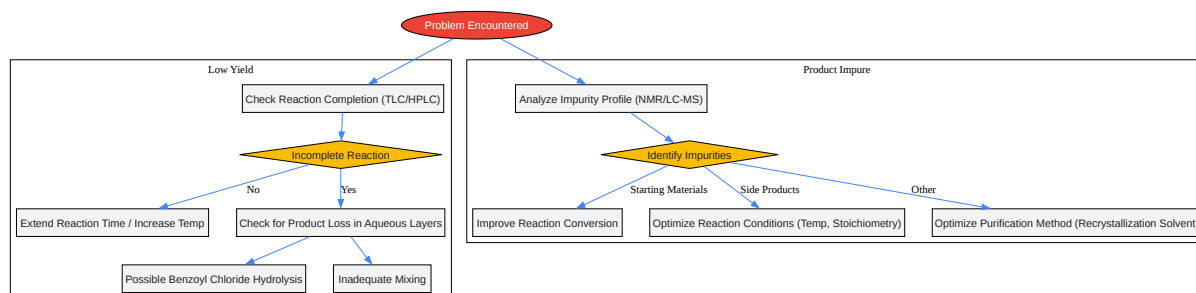 Problem Encountered
Low Yield
Product Impure
Check Reaction Completion (TLC/HPLC)
Analyze Impurity Profile (NMR/LC-MS)
Incomplete Reaction
Identify Impurities
No
Yes
Starting Materials
Side Products
Other
Extend Reaction Time / Increase Temp
Check for Product Loss in Aqueous Layers
Improve Reaction Conversion
Optimize Reaction Conditions (Temp, Stoichiometry)
Optimize Purification Method (Recrystallization Solvent)
Possible Benzoyl Chloride Hydrolysis
Inadequate Mixing